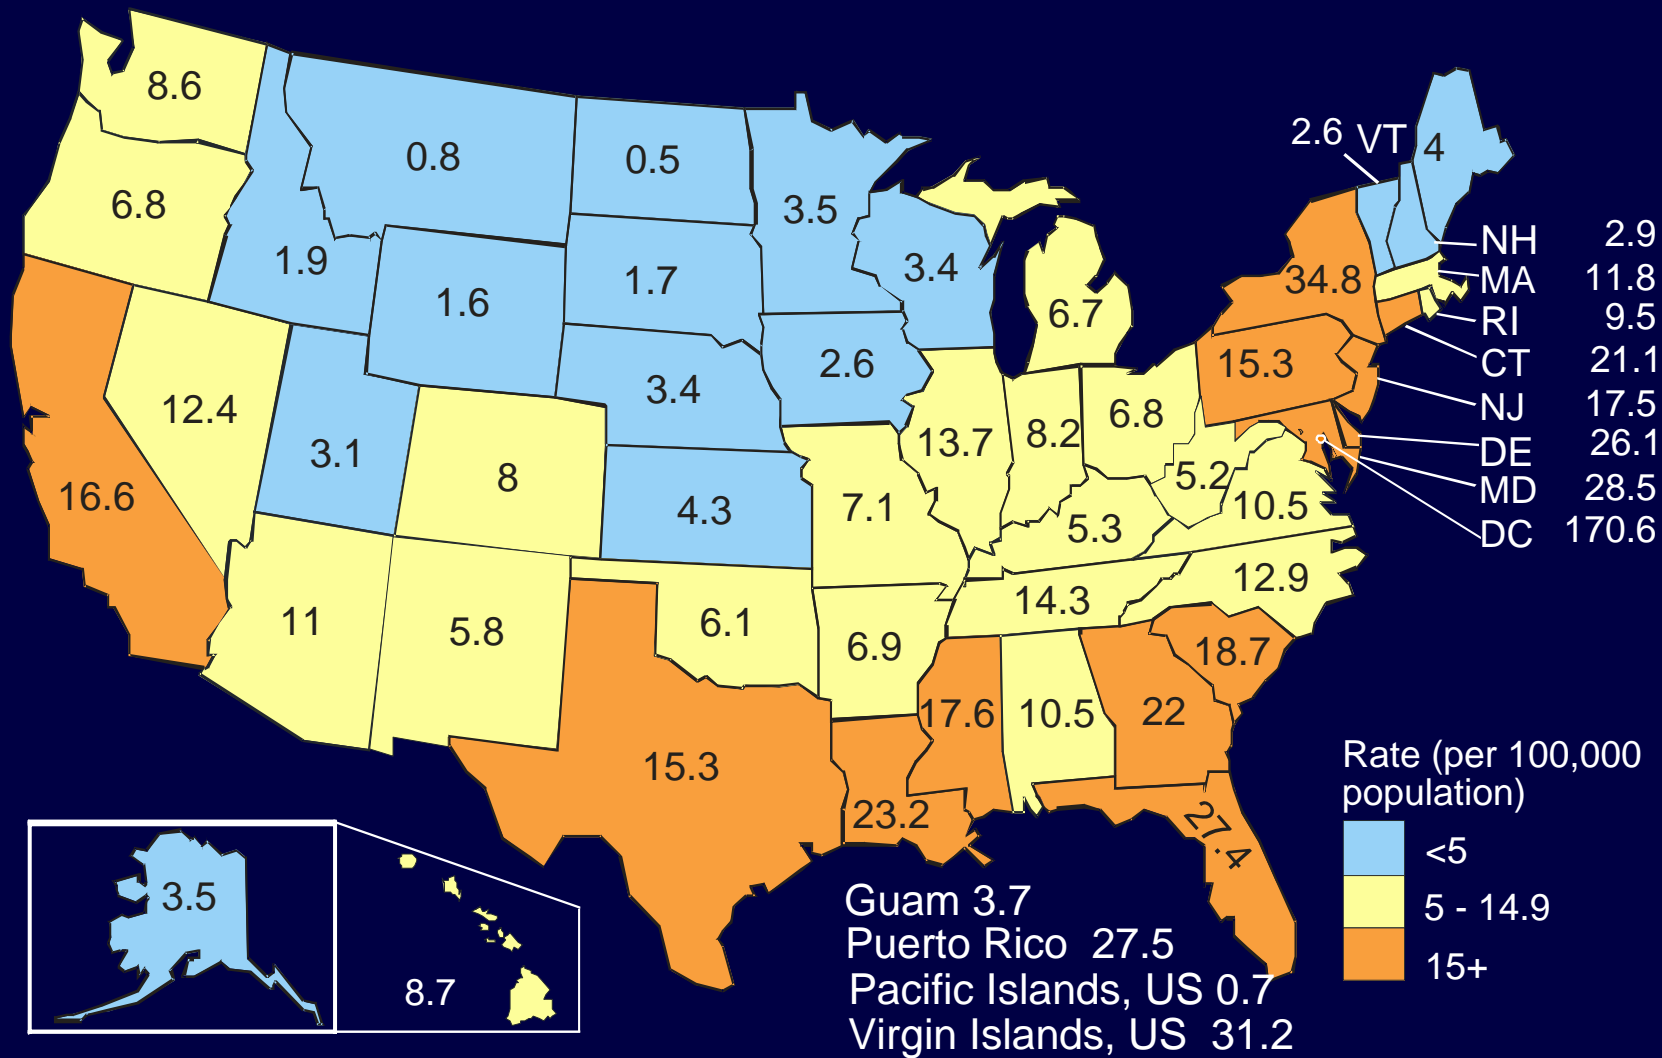 8.6
0.8
0.5
2.6 VT
4
6.8
3.5
1.9
1.6
1.7
3.4
6.7
34.8
NH 2.9
MA 11.8
RI 9.5
CT 21.1
NJ 17.5
DE 26.1
MD 28.5
DC 170.6
12.4
3.1
8
3.4
2.6
13.7
8.2
6.8
15.3
16.6
4.3
7.1
5.3
5.2
10.5
11
5.8
6.1
6.9
14.3
12.9
15.3
23.2
17.6
10.5
22
18.7
27.4
Rate (per 100,000
population)
<5
5 - 14.9
15+
3.5
8.7
Guam 3.7
Puerto Rico 27.5
Pacific Islands, US 0.7
Virgin Islands, US 31.2